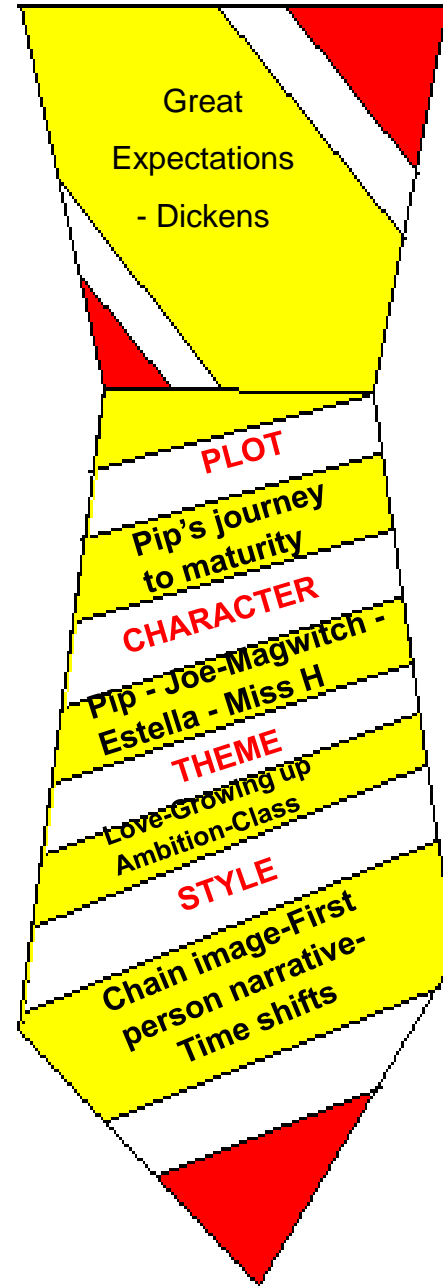 Great
Expectations
- Dickens
PLOT
Pip's journey
to maturity
CHARACTER
Pip - Joe-Magwitch -
Estella - Miss H
THEME
Love-Growing up
Ambition-Class
STYLE
Chain image-First
person narrative-
Time shifts